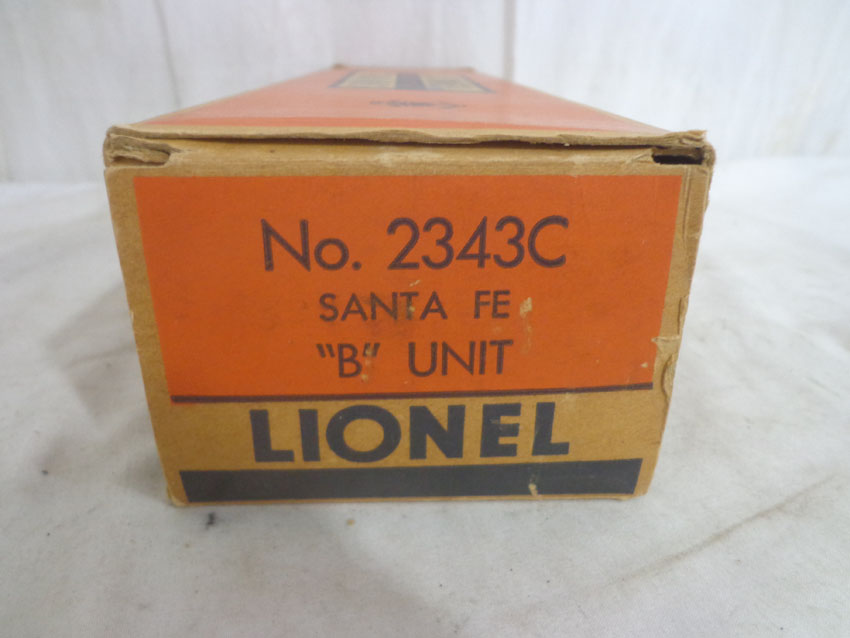 No. 2343C
SANTA FE
"B" UNIT
LIONEL